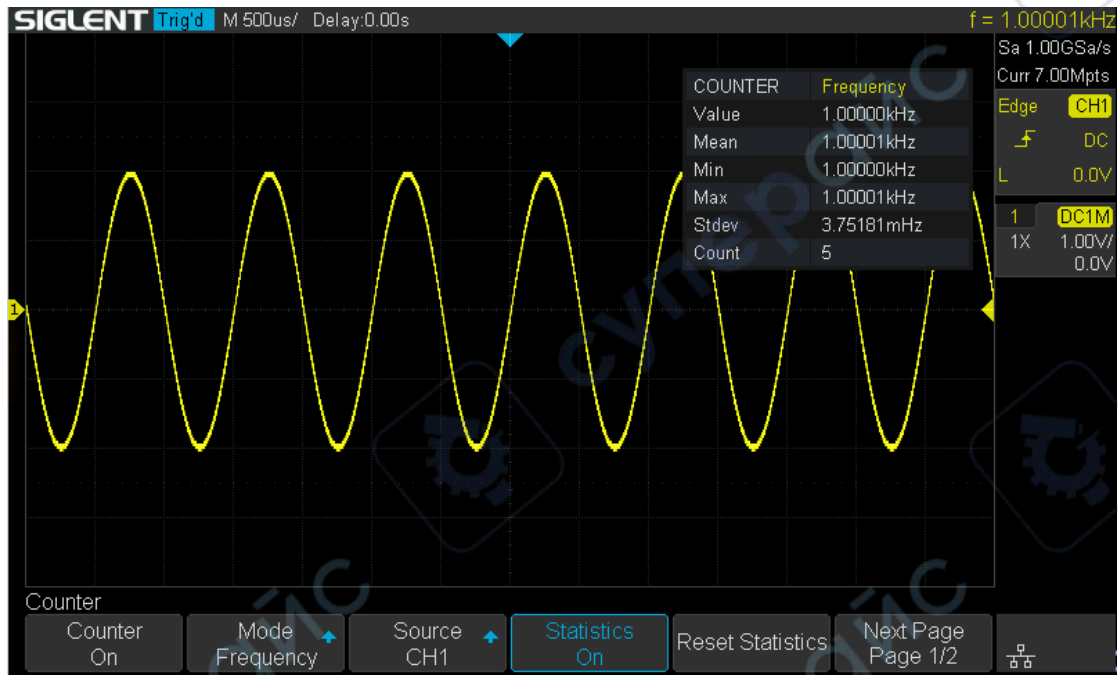 SIGLENT Trig'd M 500us/ Delay:0.00s f = 1.00001kHz
Sa 1.00GSa/s
Curr 7.00Mpts
Edge CH1
DC
L 0.0V
1 DC1M
1X 1.00V/
0.0V
COUNTER Frequency
Value 1.00000kHz
Mean 1.00001kHz
Min 1.00000kHz
Max 1.00001kHz
Stdev 3.75181mHz
Count 5
1
Counter
Counter On
Mode Frequency
Source CH1
Statistics On
Reset Statistics
Next Page Page 1/2
суперайс